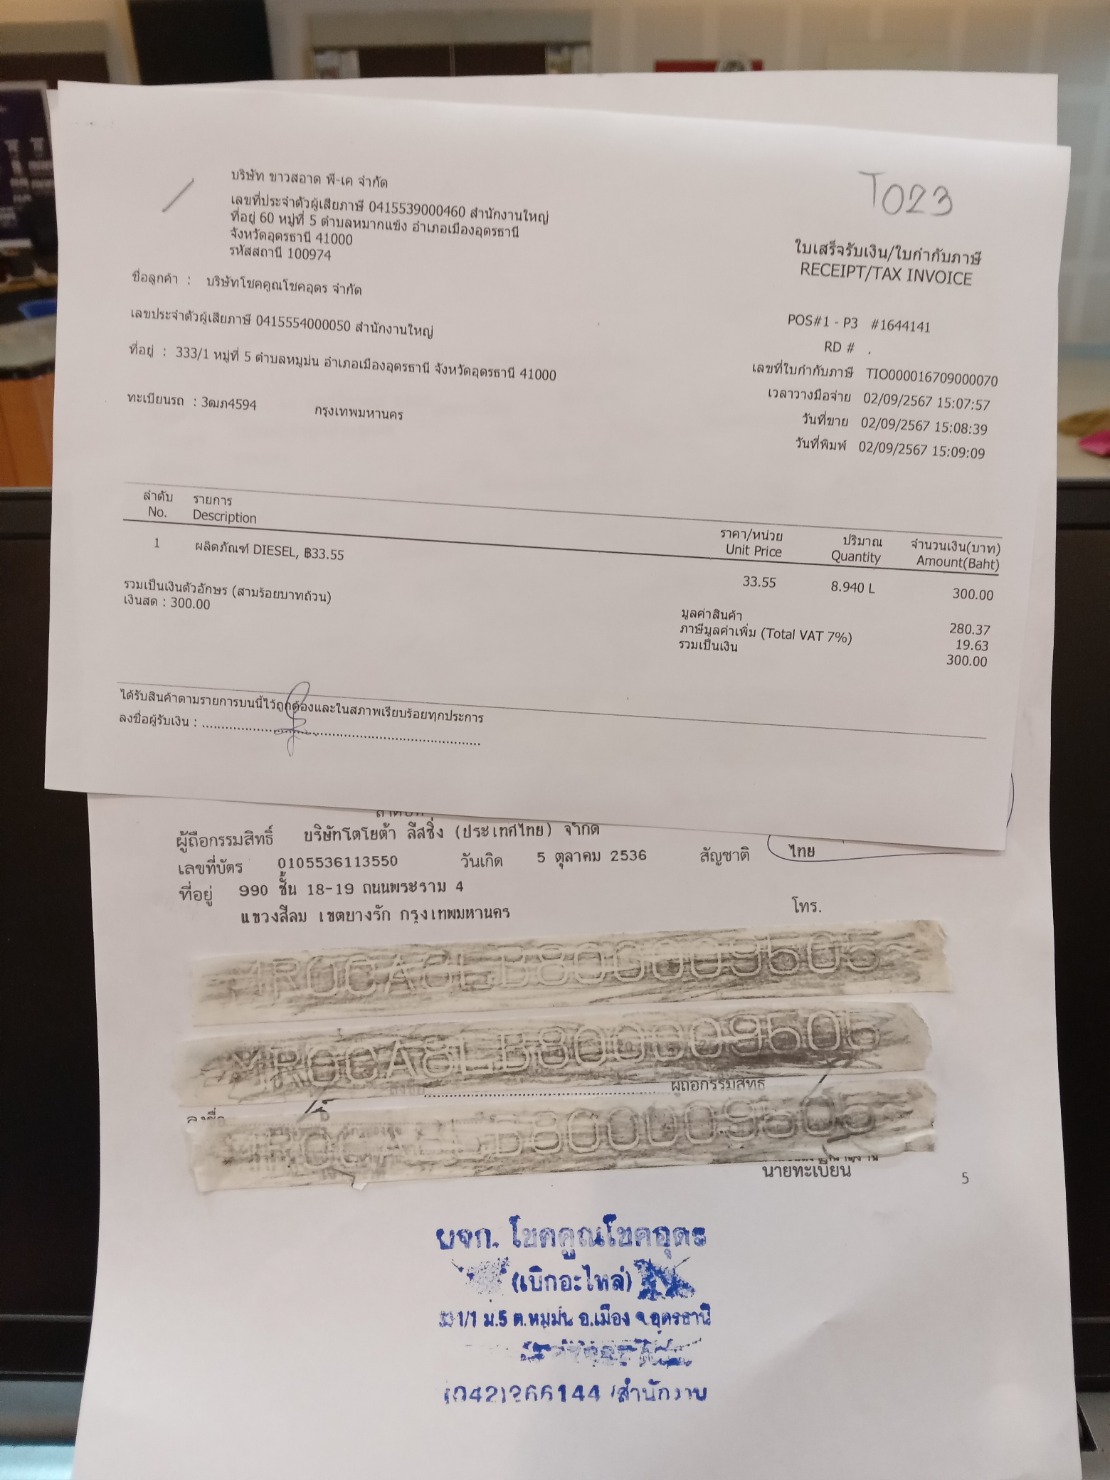 T023
บริษัท ขาวสอาด พี-เค จำกัด
เลขที่ประจำตัวผู้เสียภาษี 0415539000460 สำนักงานใหญ่
ที่อยู่ 60 หมู่ที่ 5 ตำบลหมากแข้ง อำเภอเมืองอุดรธานี
จังหวัดอุดรธานี 41000
รหัสสถานี 100974
ใบเสร็จรับเงิน/ใบกำกับภาษี
RECEIPT/TAX INVOICE
ชื่อลูกค้า : บริษัทโชคคูณโชคอุดร จำกัด
เลขประจำตัวผู้เสียภาษี 0415554000050 สำนักงานใหญ่
ที่อยู่ : 333/1 หมู่ที่ 5 ตำบลหมูม่น อำเภอเมืองอุดรธานี จังหวัดอุดรธานี 41000
ทะเบียนรถ : 3ฒภ4594 กรุงเทพมหานคร
POS#1 - P3 #1644141
RD # .
เลขที่ใบกำกับภาษี TIO000016709000070
เวลาวางมือจ่าย 02/09/2567 15:07:57
วันที่ขาย 02/09/2567 15:08:39
วันที่พิมพ์ 02/09/2567 15:09:09
ลำดับ รายการ ราคา/หน่วย ปริมาณ จำนวนเงิน(บาท)
No. Description Unit Price Quantity Amount(Baht)
1 ผลิตภัณฑ์ DIESEL, ฿33.55 33.55 8.940 L 300.00
รวมเป็นเงินตัวอักษร (สามร้อยบาทถ้วน)
เงินสด : 300.00
มูลค่าสินค้า 280.37
ภาษีมูลค่าเพิ่ม (Total VAT 7%) 19.63
รวมเป็นเงิน 300.00
ได้รับสินค้าตามรายการบนนี้ไว้ถูกต้องและในสภาพเรียบร้อยทุกประการ
ลงชื่อผู้รับเงิน :
ผู้ถือกรรมสิทธิ์ บริษัทโตโยต้า ลีสซิ่ง (ประเทศไทย) จำกัด
เลขที่บัตร 0105536113550 วันเกิด 5 ตุลาคม 2536 สัญชาติ ไทย
ที่อยู่ 990 ชั้น 18-19 ถนนพระราม 4
แขวงสีลม เขตบางรัก กรุงเทพมหานคร โทร.
MR0CA8LB800009505
MR0CA8LB800009505
ผู้ถือกรรมสิทธิ์
ลงชื่อ
MR0CA8LB800009505
นายทะเบียน
5
ผจก. โชคคูณโชคอุดร
(เบิกอะไหล่)
1/1 ม.5 ต.หมูม่น อ.เมือง จ.อุดรธานี
(042)266144 /สำนักงาน